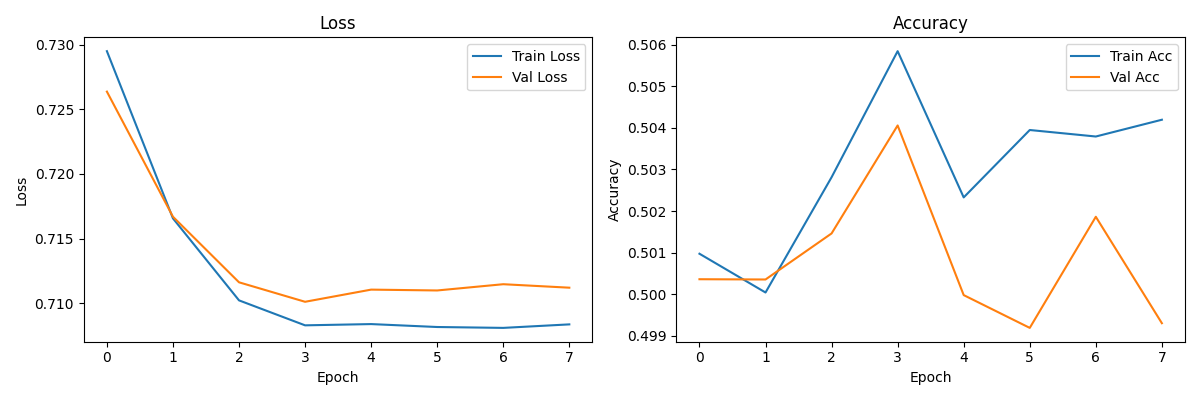 Loss
0.730
0.725
0.720
0.715
0.710
Loss
Train Loss
Val Loss
0 1 2 3 4 5 6 7
Epoch
Accuracy
0.506
0.505
0.504
0.503
0.502
0.501
0.500
0.499
Accuracy
Train Acc
Val Acc
0 1 2 3 4 5 6 7
Epoch